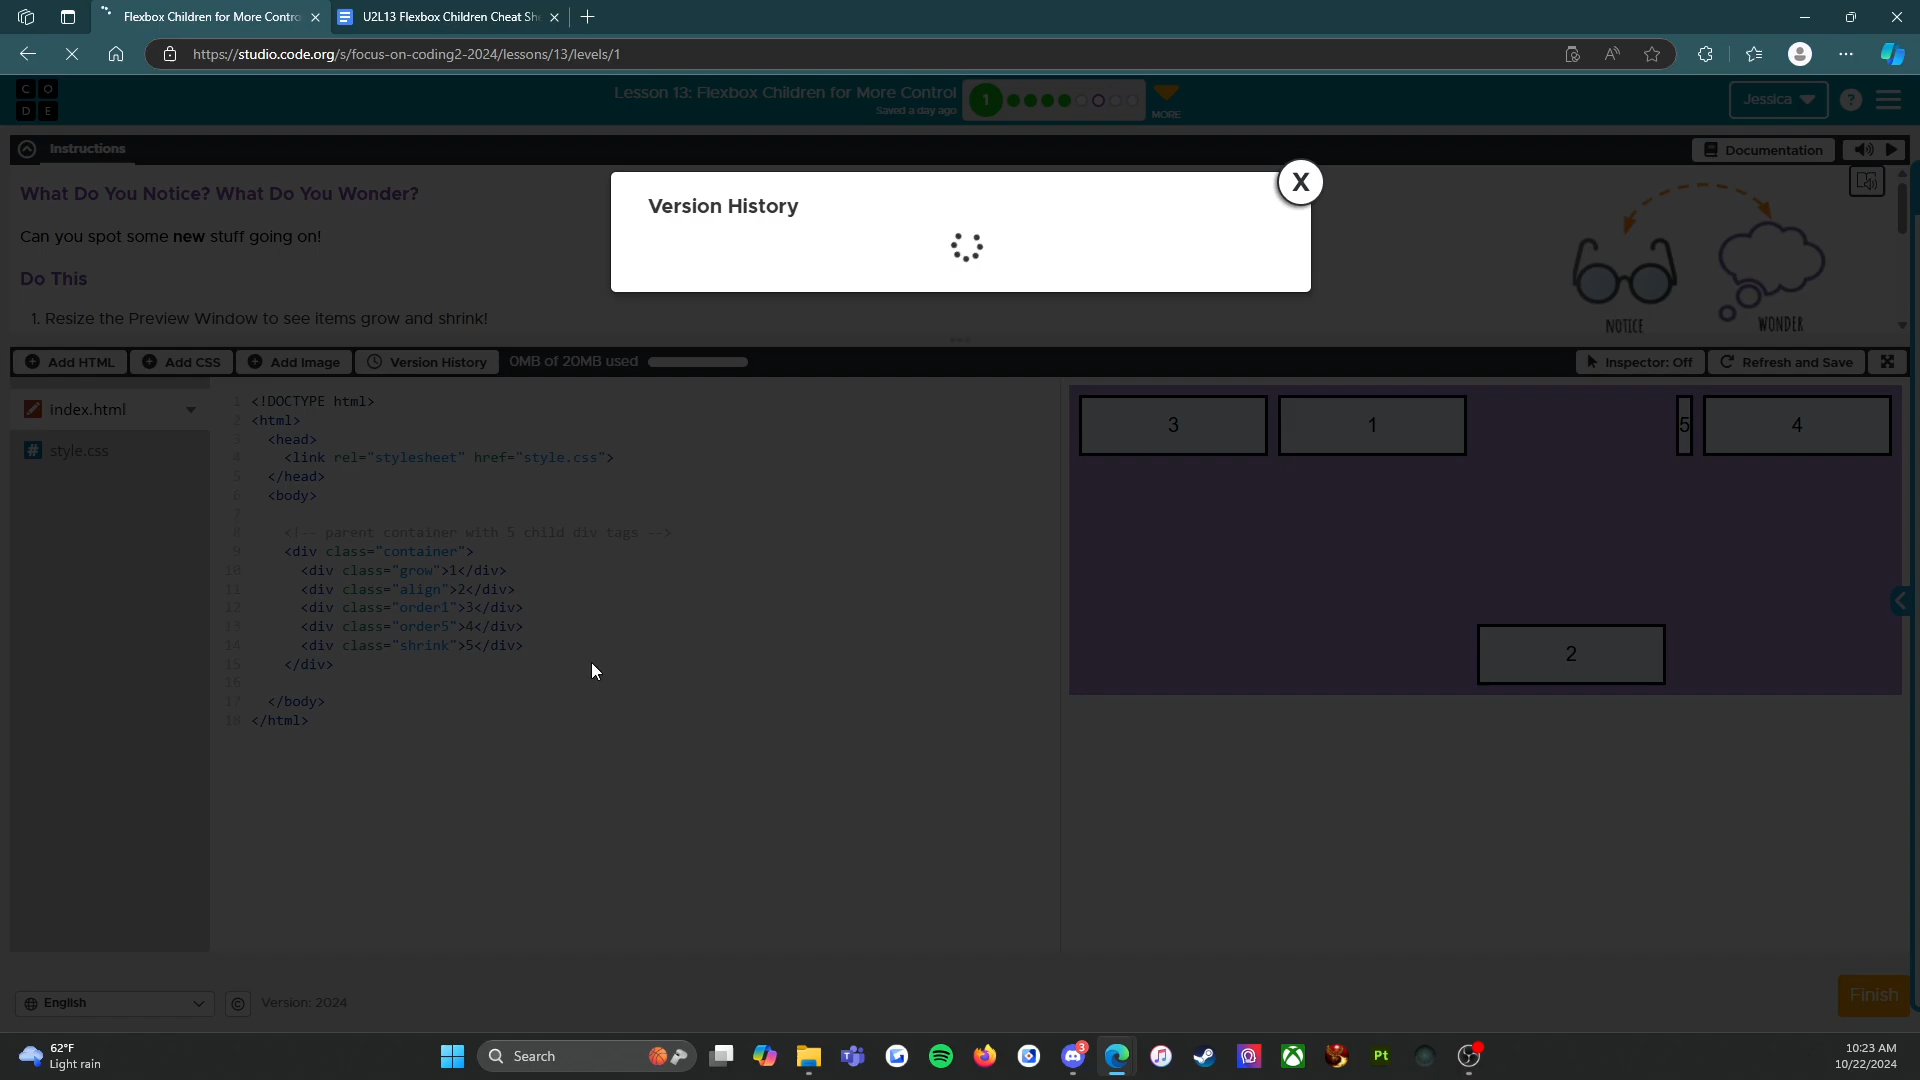 Flexbox Children for More Contro
U2L13 Flexbox Children Cheat Sh
https://studio.code.org/s/focus-on-coding2-2024/lessons/13/levels/1
C O
D E
Lesson 13: Flexbox Children for More Control
Saved a day ago
1
MORE
Jessica
?
Instructions
Documentation
What Do You Notice? What Do You Wonder?
Can you spot some new stuff going on!
Do This
1. Resize the Preview Window to see items grow and shrink!
NOTICE
WONDER
Version History
X
Add HTML
Add CSS
Add Image
Version History
0MB of 20MB used
Inspector: Off
Refresh and Save
index.html
style.css
1 <!DOCTYPE html>
2 <html>
3 <head>
4 <link rel="stylesheet" href="style.css">
5 </head>
6 <body>
7
8 <!-- parent container with 5 child div tags -->
9 <div class="container">
10 <div class="grow">1</div>
11 <div class="align">2</div>
12 <div class="order1">3</div>
13 <div class="order5">4</div>
14 <div class="shrink">5</div>
15 </div>
16
17 </body>
18 </html>
3
1
5
4
2
English
Version: 2024
Finish
62°F
Light rain
Search
3
Pt
10:23 AM
10/22/2024